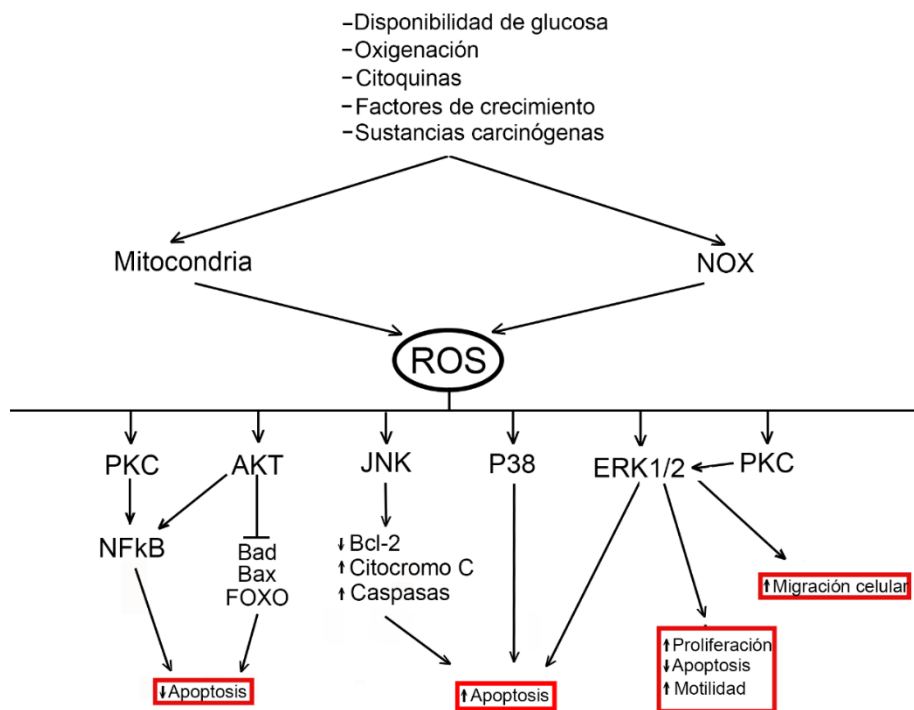 -Disponibilidad de glucosa
-Oxigenación
-Citoquinas
-Factores de crecimiento
-Sustancias carcinógenas
Mitocondria
NOX
ROS
PKC
AKT
JNK
P38
ERK1/2
PKC
NFkB
Bad
Bax
FOXO
↓Bcl-2
↑Citocromo C
↑Caspasas
↑Migración celular
↑Proliferación
↓Apoptosis
↑Motilidad
↓Apoptosis
↑Apoptosis